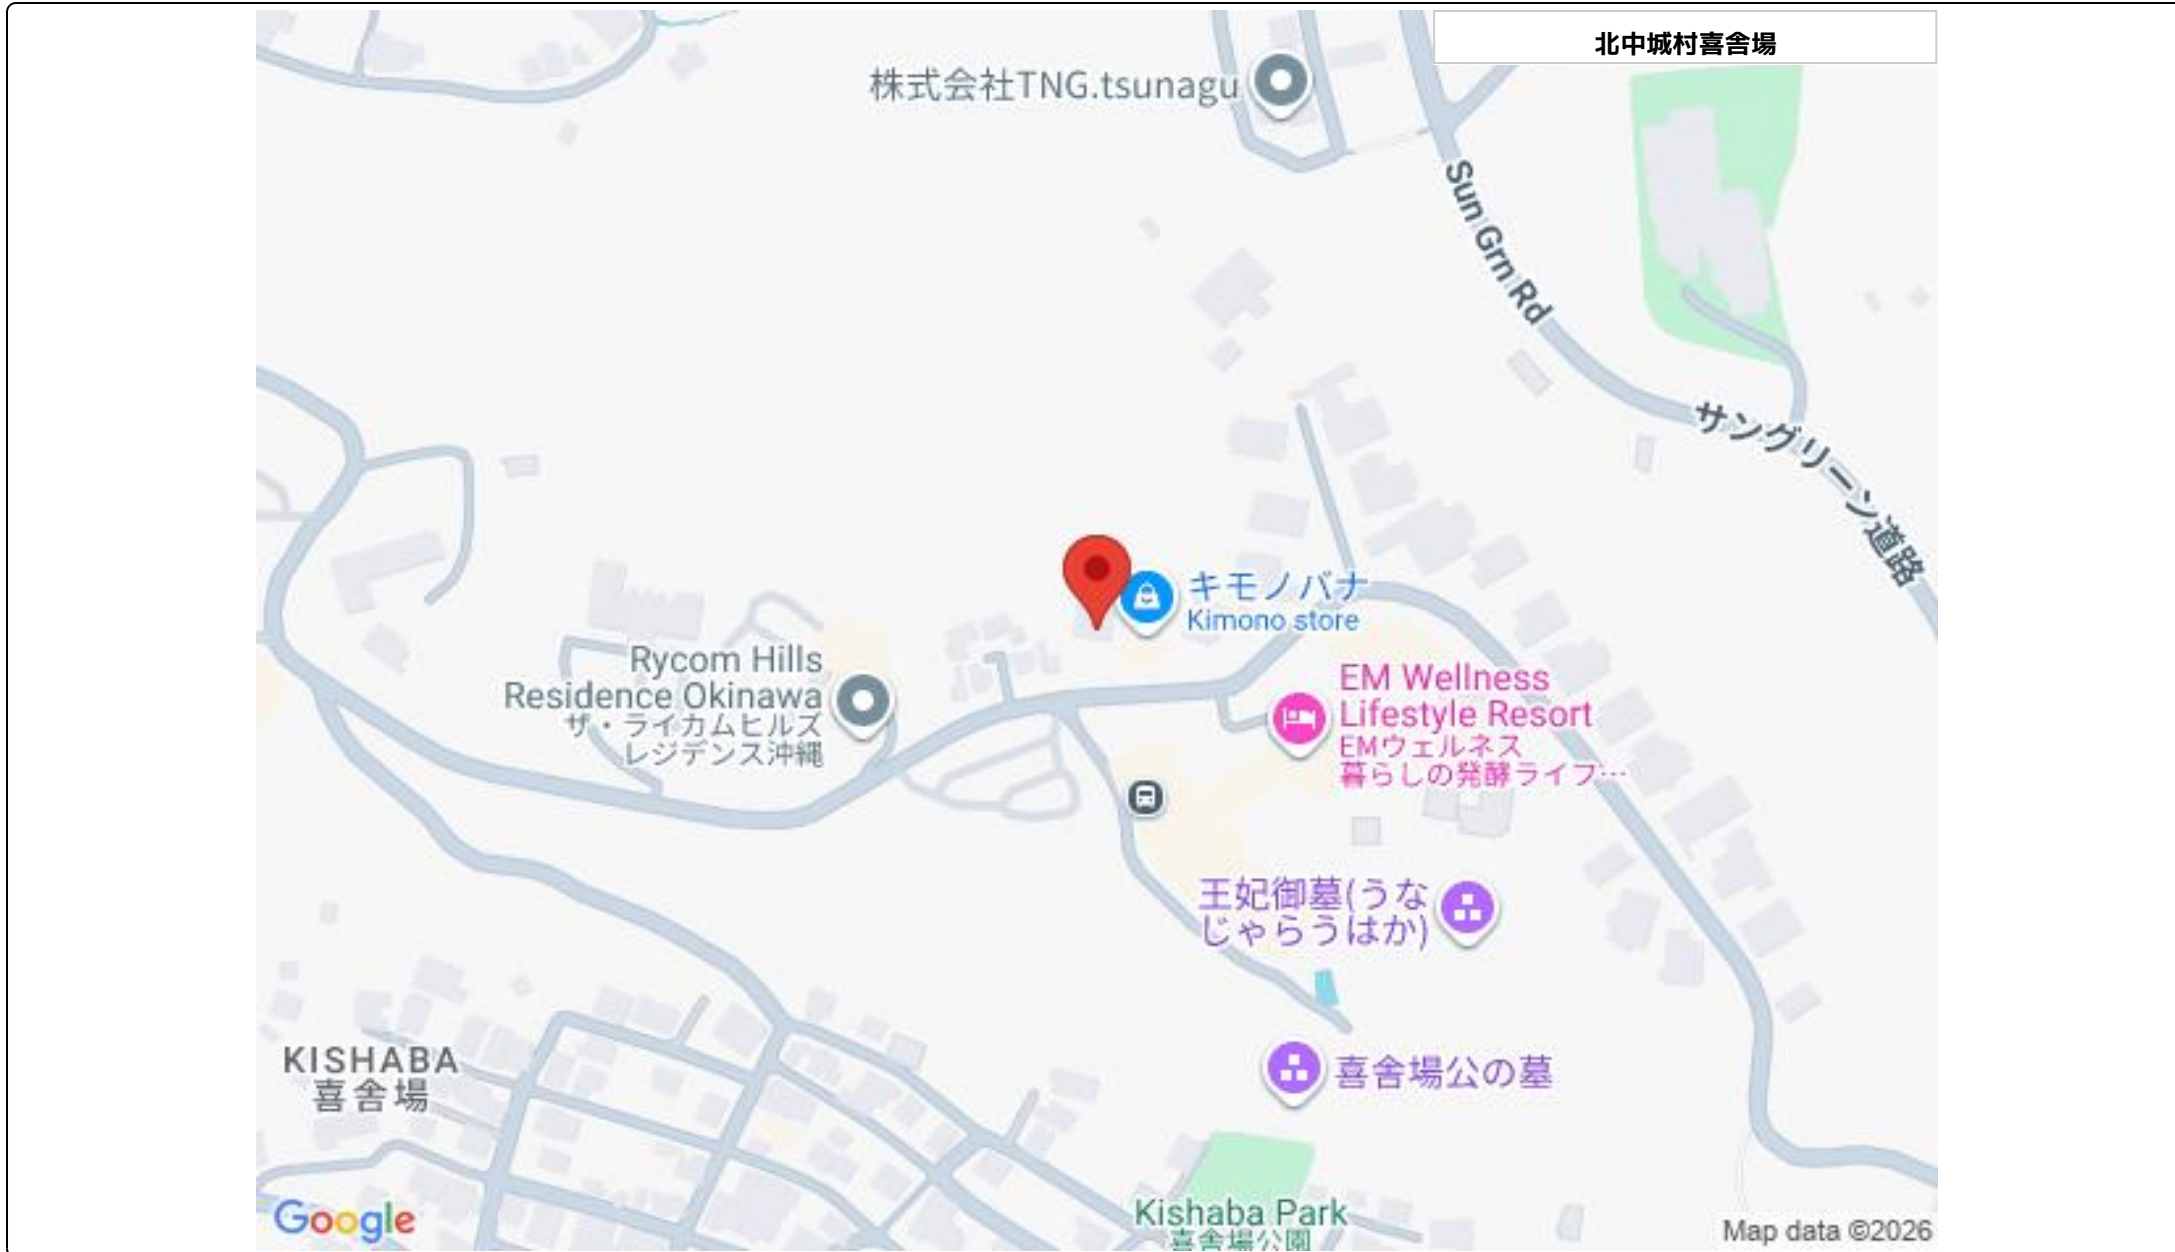 北中城村喜舎場
株式会社TNG.tsunagu
Sun Grn Rd
サングリーン道路
キモノバナ
Kimono store
Rycom Hills
Residence Okinawa
ザ・ライカムヒルズ
レジデンス沖縄
EM Wellness
Lifestyle Resort
EMウェルネス
暮らしの発酵ライフ…
王妃御墓(うな
じゃらうはか)
KISHABA
喜舎場
喜舎場公の墓
Kishaba Park
喜舎場公園
Google
Map data ©2026